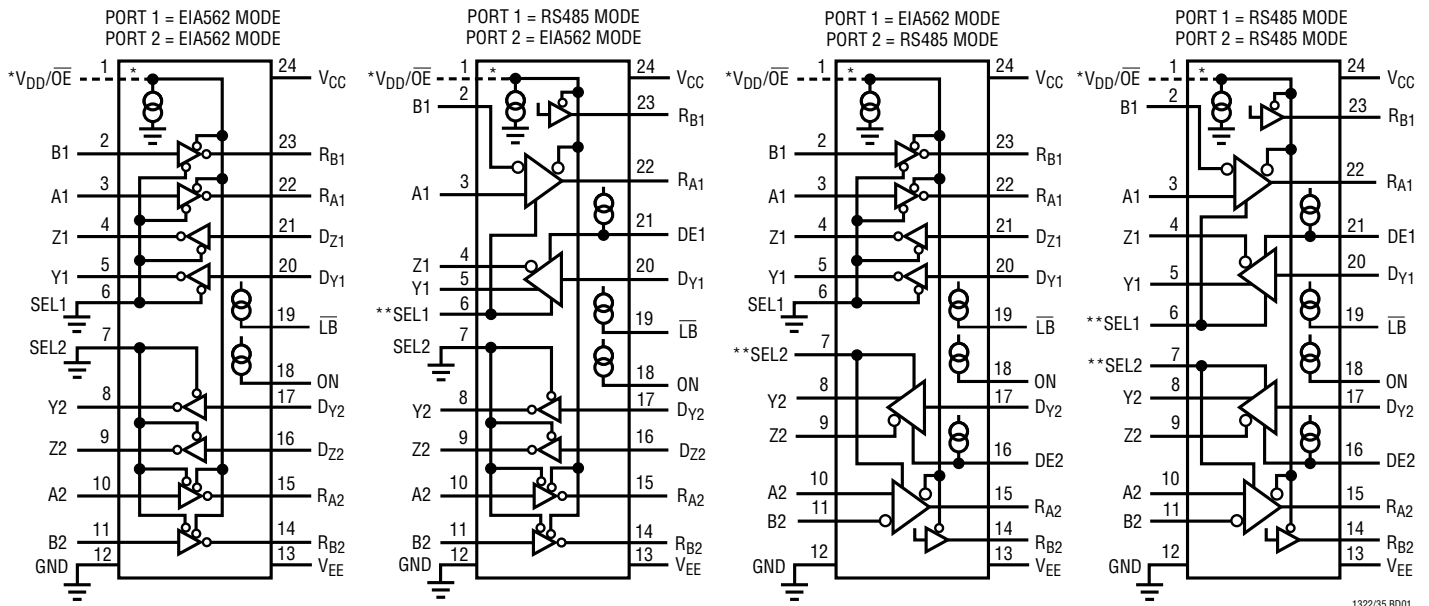 PORT 1 = EIA562 MODE
PORT 2 = EIA562 MODE
*VDD/OE
1
*
24
VCC
B1
2
23
RB1
A1
3
22
RA1
Z1
4
21
DZ1
Y1
5
20
DY1
6
SEL1
19
LB
7
SEL2
18
ON
Y2
8
17
DY2
Z2
9
16
DZ2
A2
10
15
RA2
B2
11
14
RB2
12
GND
13
VEE
PORT 1 = RS485 MODE
PORT 2 = EIA562 MODE
*VDD/OE
1
*
24
VCC
2
B1
23
RB1
22
RA1
3
A1
21
DE1
4
Z1
5
Y1
20
DY1
6
**SEL1
19
LB
7
SEL2
18
ON
8
Y2
17
DY2
9
Z2
16
DZ2
10
A2
15
RA2
11
B2
14
RB2
12
GND
13
VEE
PORT 1 = EIA562 MODE
PORT 2 = RS485 MODE
*VDD/OE
1
*
24
VCC
B1
2
23
RB1
A1
3
22
RA1
Z1
4
21
DZ1
Y1
5
20
DY1
6
SEL1
19
LB
7
**SEL2
18
ON
8
Y2
17
DY2
9
Z2
16
DE2
10
A2
15
RA2
11
B2
14
RB2
12
GND
13
VEE
PORT 1 = RS485 MODE
PORT 2 = RS485 MODE
*VDD/OE
1
*
24
VCC
2
B1
23
RB1
22
RA1
3
A1
4
Z1
21
DE1
5
Y1
20
DY1
**SEL1
6
19
LB
7
**SEL2
18
ON
8
Y2
17
DY2
9
Z2
16
DE2
10
A2
15
RA2
11
B2
14
RB2
12
GND
13
VEE
1322/35 BD01